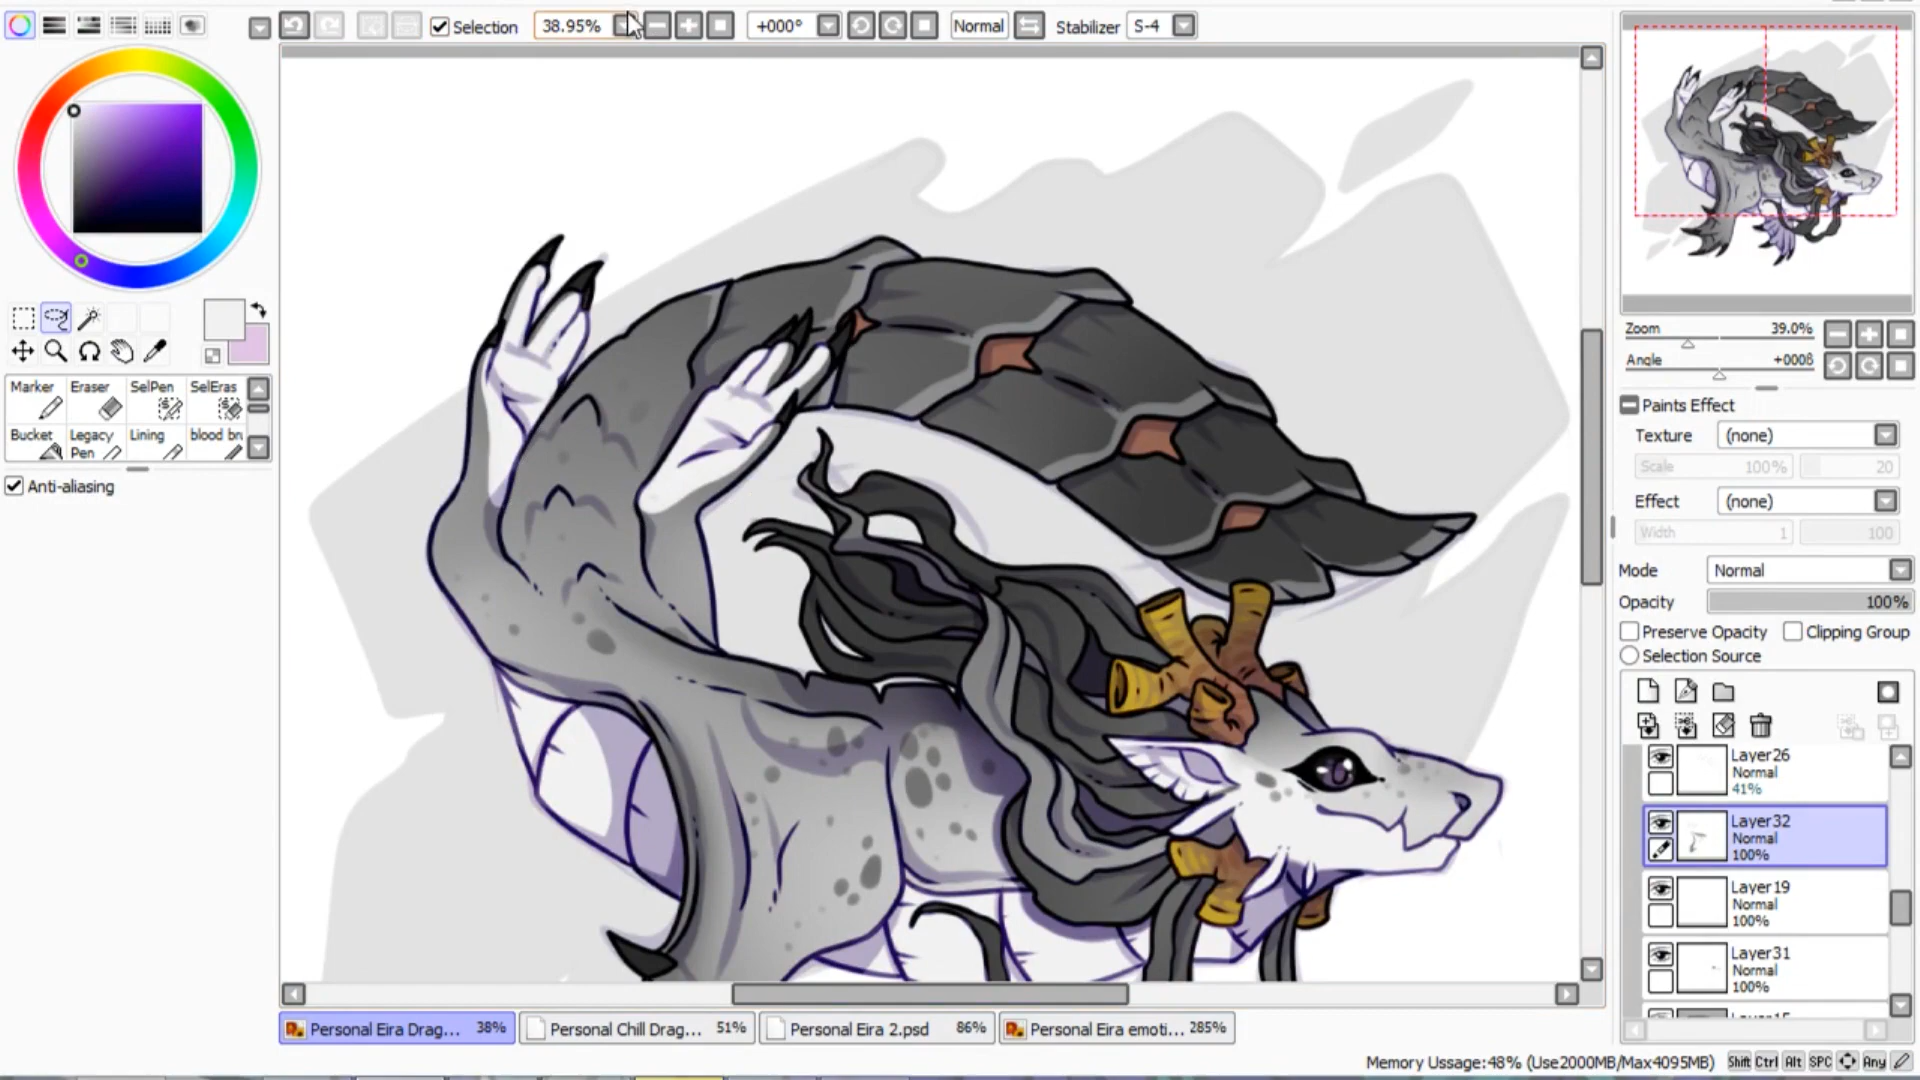 Selection 38.95% +000° Normal Stabilizer S-4
Zoom 39.0%
Angle
Marker Eraser SelPen SelEras
Bucket Legacy Pen Lining blood bru
Anti-aliasing
Paints Effect
Texture (none)
Scale 100% 20
Effect (none)
Width 1 100
Mode Normal
Opacity 100%
Preserve Opacity Clipping Group
Selection Source
Layer26
Normal
41%
Layer32
Normal
100%
Layer19
Normal
100%
Layer31
Normal
100%
Personal Eira Drag... 38% Personal Chill Drag... 51% Personal Eira 2.psd 86% Personal Eira emoti... 285%
Memory Ussage:48% (Use2000MB/Max4095MB) Shift Ctrl Alt SPC Any